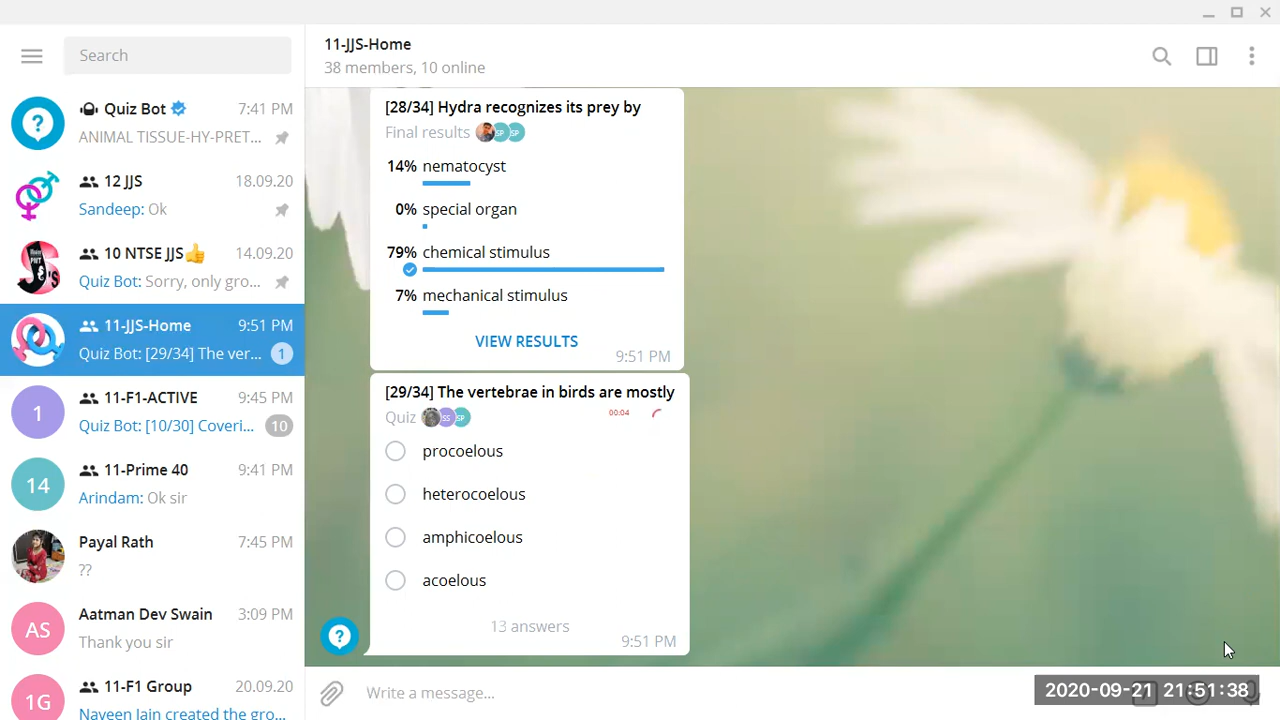 Search
Quiz Bot 7:41 PM
ANIMAL TISSUE-HY-PRET...
12 JJS 18.09.20
Sandeep: Ok
10 NTSE JJS👍 14.09.20
Quiz Bot: Sorry, only gro...
11-JJS-Home 9:51 PM
Quiz Bot: [29/34] The ver... 1
1
11-F1-ACTIVE 9:45 PM
Quiz Bot: [10/30] Coveri... 10
14
11-Prime 40 9:41 PM
Arindam: Ok sir
Payal Rath 7:45 PM
??
AS
Aatman Dev Swain 3:09 PM
Thank you sir
1G
11-F1 Group 20.09.20
Naveen Jain created the gro...
11-JJS-Home
38 members, 10 online
[28/34] Hydra recognizes its prey by
Final results SP SP
14% nematocyst
0% special organ
79% chemical stimulus
7% mechanical stimulus
VIEW RESULTS
9:51 PM
[29/34] The vertebrae in birds are mostly
Quiz SS SP 00:04
procoelous
heterocoelous
amphicoelous
acoelous
13 answers
9:51 PM
Write a message...
2020-09-21 21:51:38